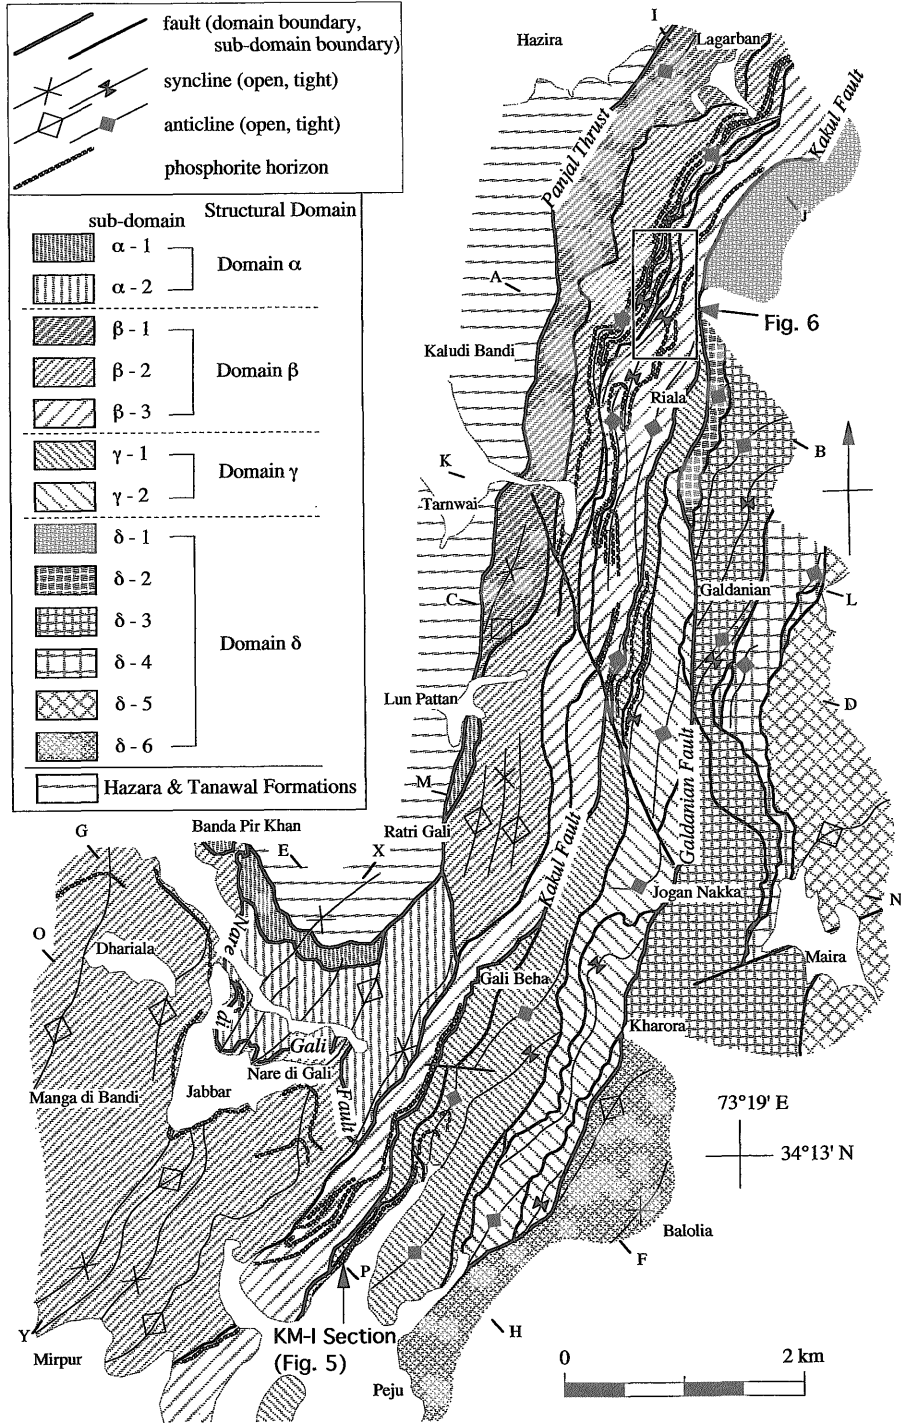 fault (domain boundary,
sub-domain boundary)
syncline (open, tight)
anticline (open, tight)
phosphorite horizon
sub-domain
Structural Domain
α - 1
α - 2
Domain α
β - 1
β - 2
β - 3
Domain β
γ - 1
γ - 2
Domain γ
δ - 1
δ - 2
δ - 3
δ - 4
δ - 5
δ - 6
Domain δ
Hazara & Tanawal Formations
I
Hazira
Lagarban
Panjal Thrust
Kakul Fault
J
A
Fig. 6
Kaludi Bandi
Riala
B
K
Tarnwai
C
Galdanian
L
Lun Pattan
D
M
Galdanian Fault
Banda Pir Khan
Ratri Gali
G
E
X
Kakul Fault
Jogan Nakka
N
O
Dhariala
Nare di Gali Fault
Gali Beha
Maira
Kharora
Nare di Gali
Manga di Bandi
Jabbar
73°19' E
34°13' N
Balolia
F
P
Y
Mirpur
KM-I Section
(Fig. 5)
H
Peju
0
2 km